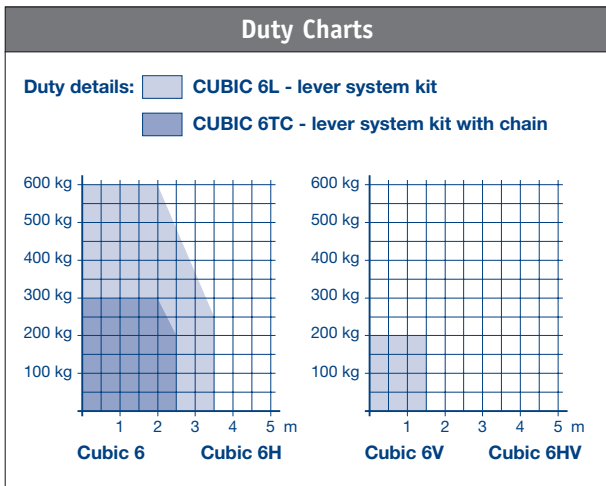 Duty Charts
Duty details: CUBIC 6L - lever system kit
CUBIC 6TC - lever system kit with chain
600 kg
500 kg
400 kg
300 kg
200 kg
100 kg
1 2 3 4 5 m
Cubic 6 Cubic 6H
600 kg
500 kg
400 kg
300 kg
200 kg
100 kg
1 2 3 4 5 m
Cubic 6V Cubic 6HV